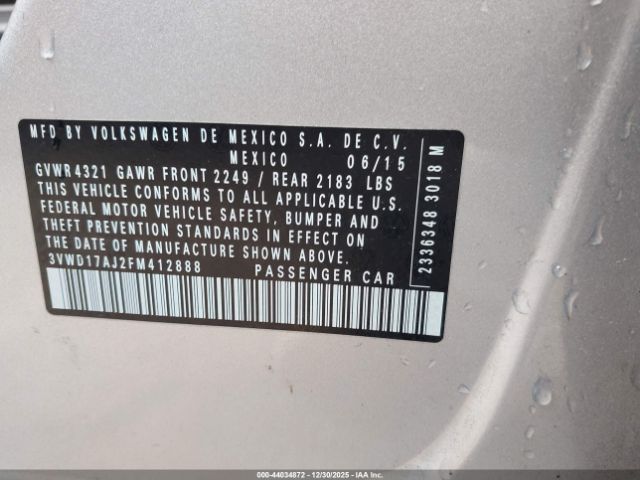 MFD BY VOLKSWAGEN DE MEXICO S.A. DE C.V.
MEXICO 06/15
GVWR 4321 GAWR FRONT 2249 / REAR 2183 LBS
THIS VEHICLE CONFORMS TO ALL APPLICABLE U.S.
FEDERAL MOTOR VEHICLE SAFETY, BUMPER AND
THEFT PREVENTION STANDARDS IN EFFECT ON
THE DATE OF MANUFACTURE SHOWN ABOVE.
3VWD17AJ2FM412888 PASSENGER CAR
2336348 3018 M
000-44034872 - 12/30/2025 - IAA Inc.